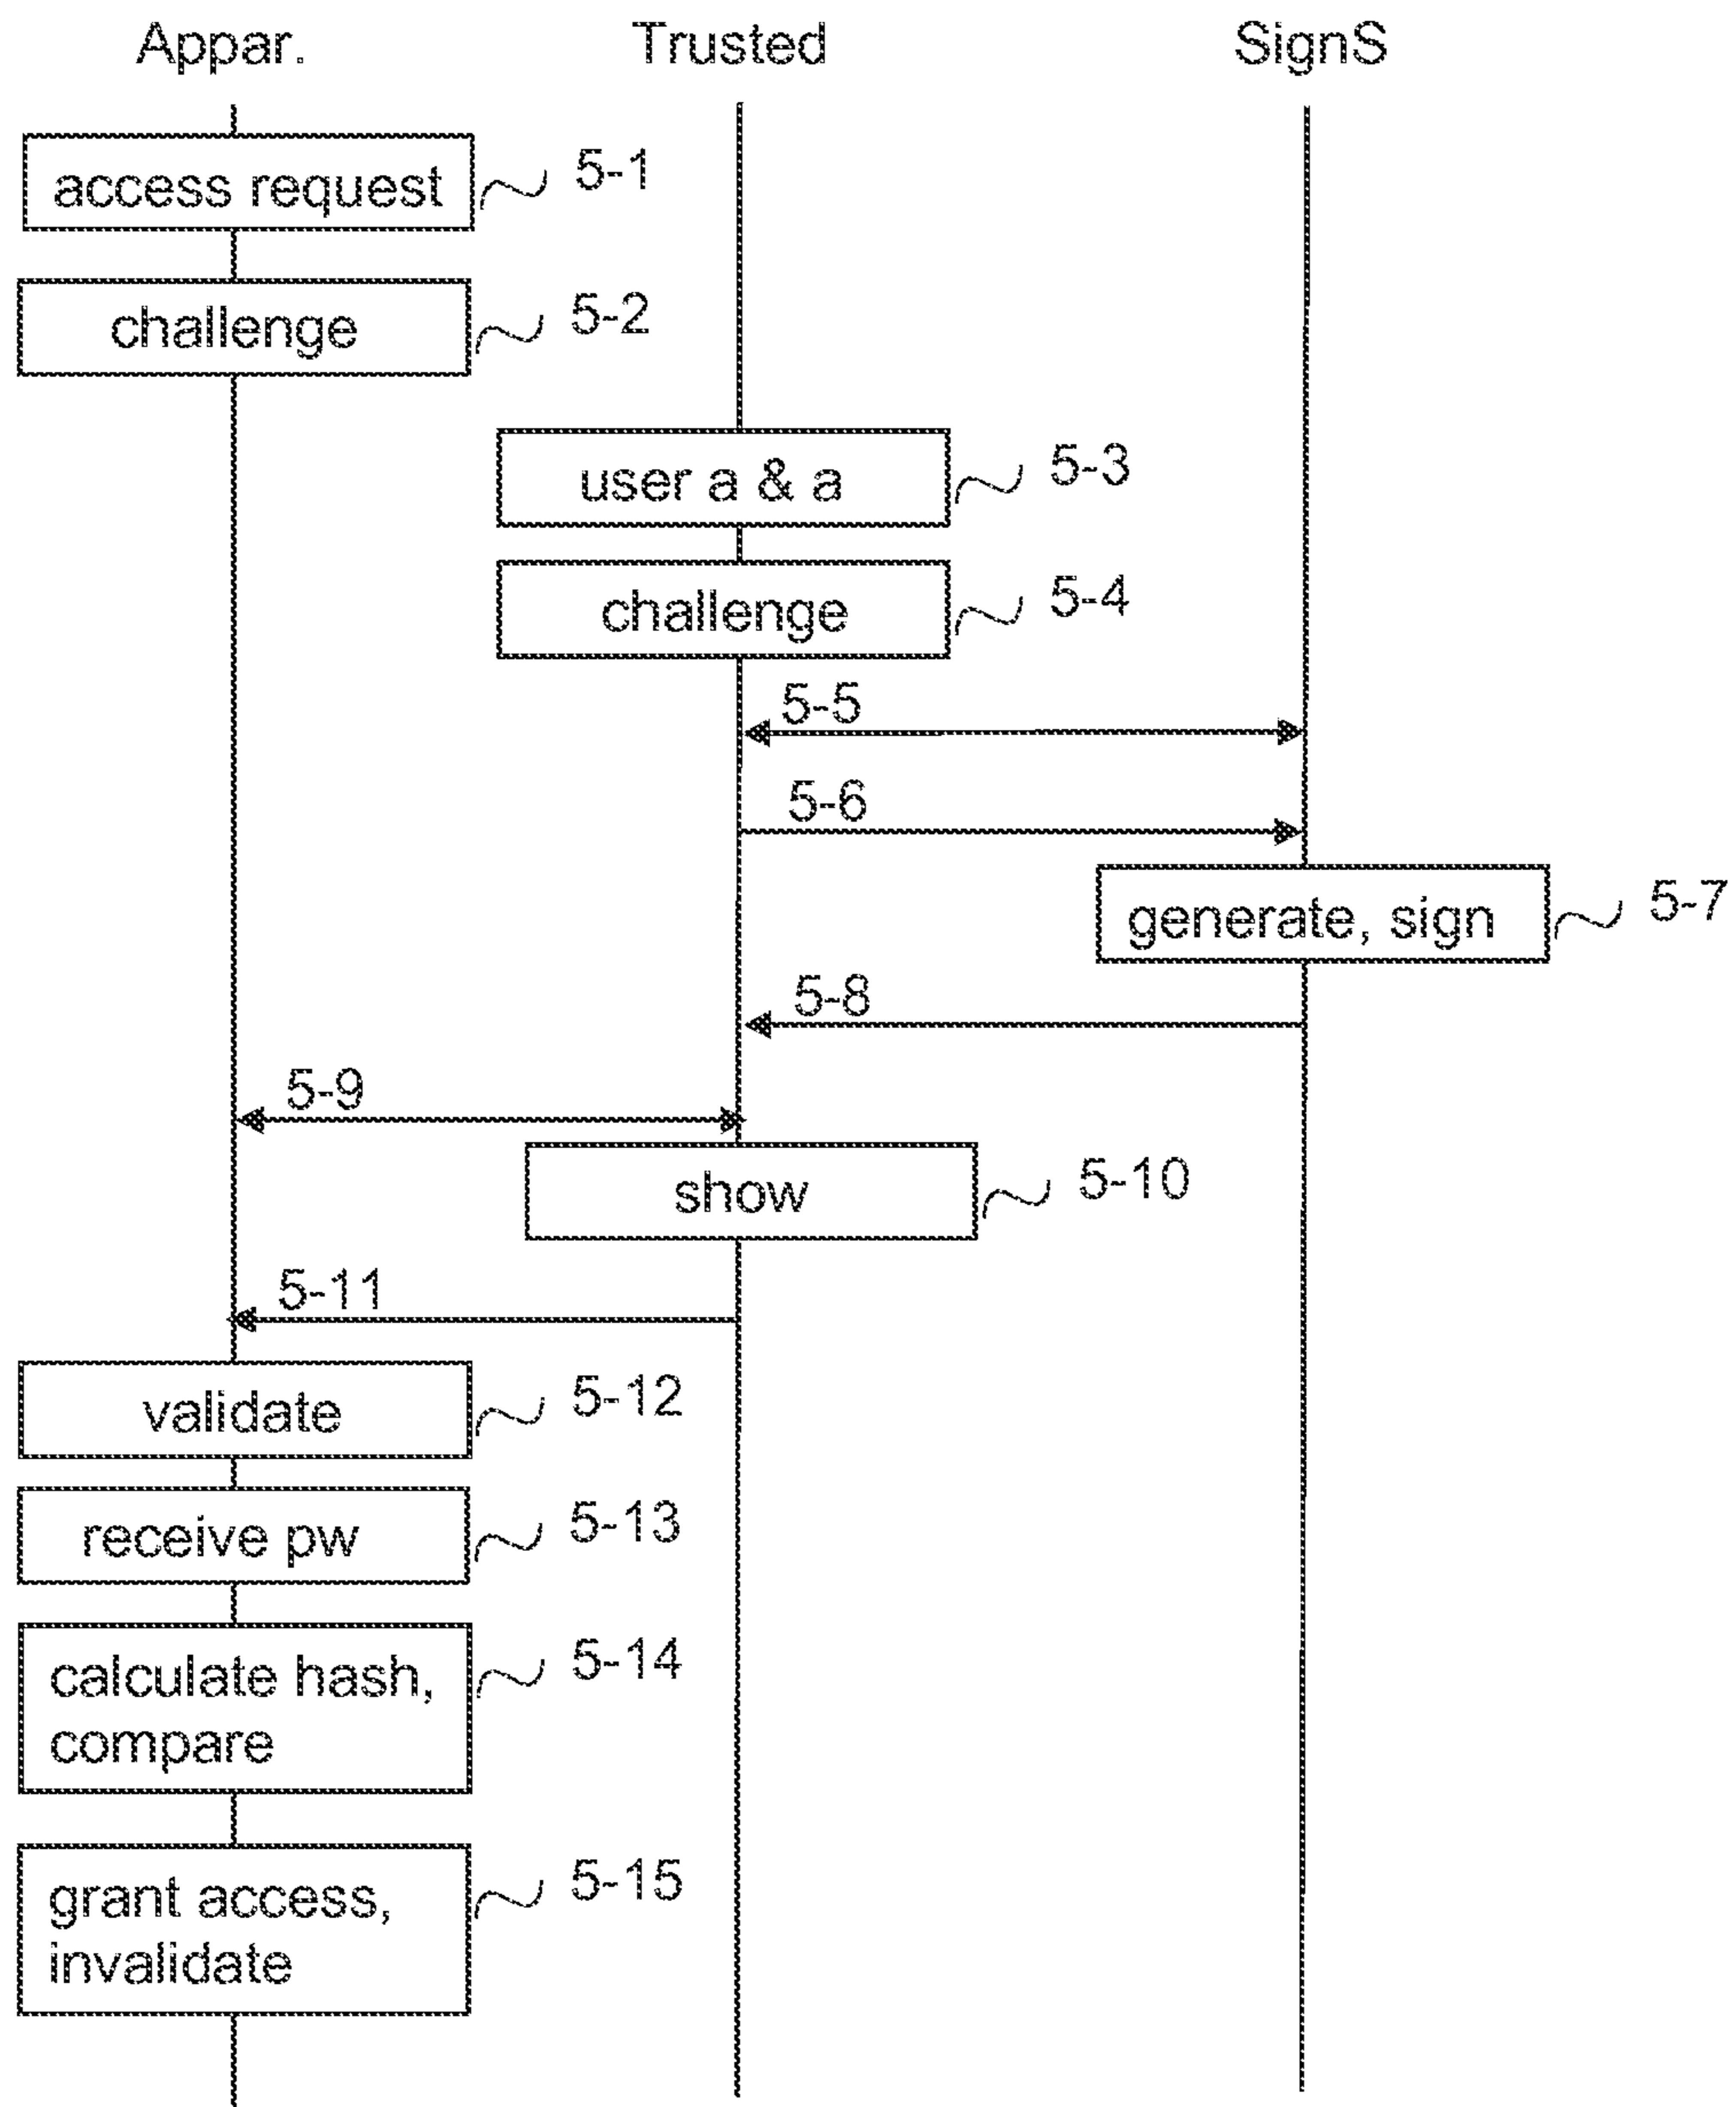 Appar. Trusted SignS
access request 5-1
challenge 5-2
user a & a 5-3
challenge 5-4
5-5
5-6
generate, sign 5-7
5-8
5-9
show 5-10
5-11
validate 5-12
receive pw 5-13
calculate hash, 5-14
compare
grant access, 5-15
invalidate